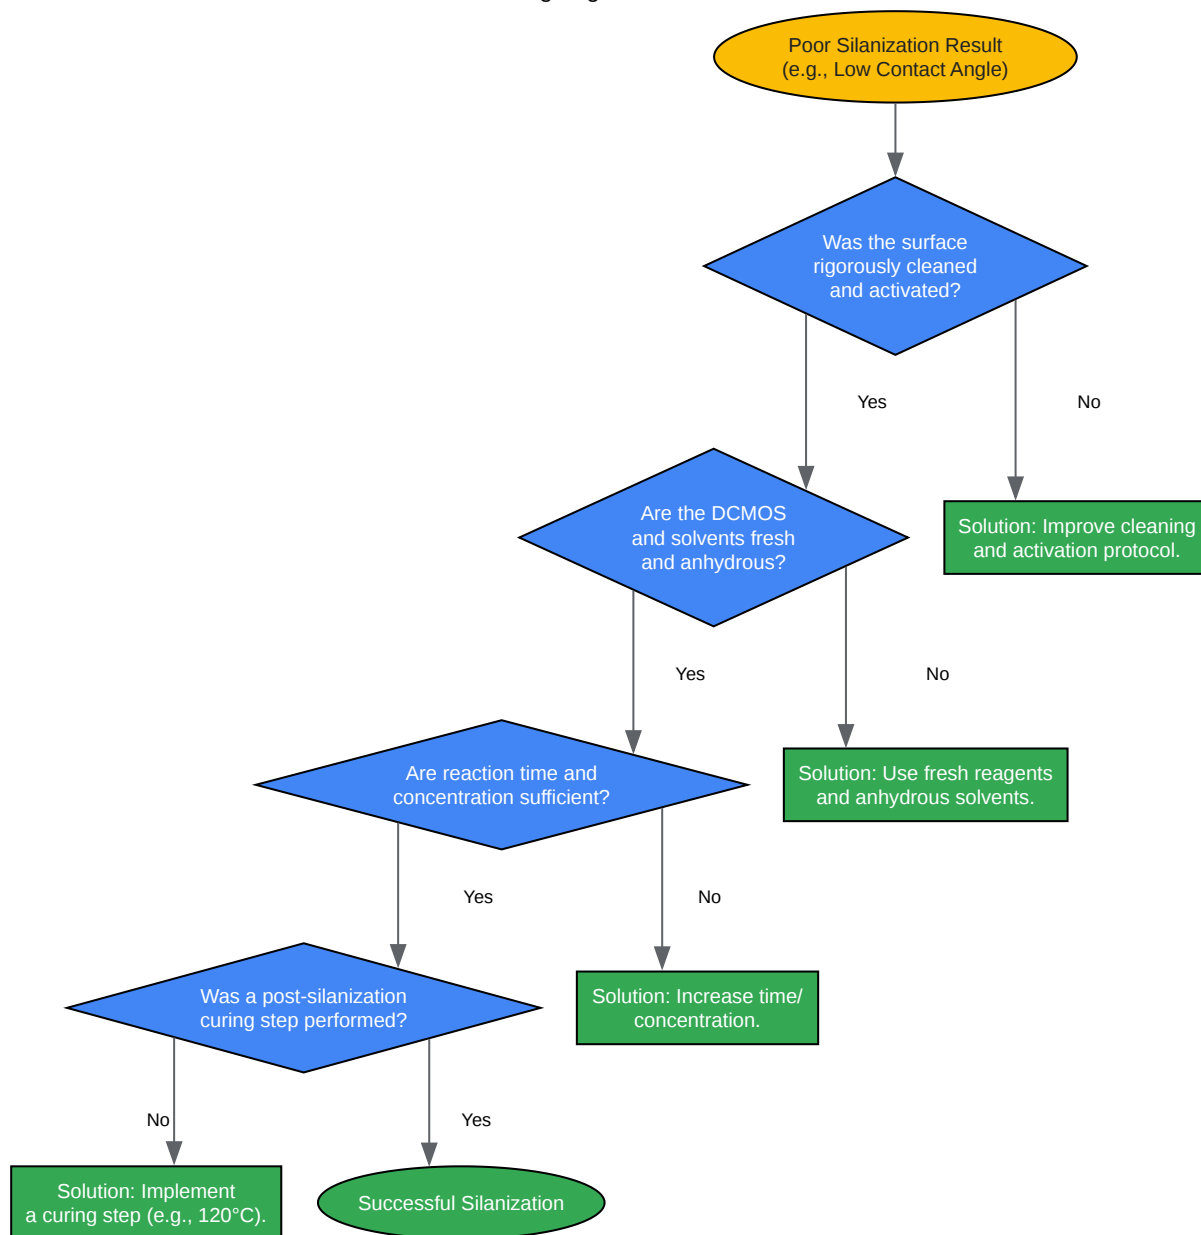 Poor Silanization Result
(e.g., Low Contact Angle)
Was the surface
rigorously cleaned
and activated?
Yes
No
Are the DCMOS
and solvents fresh
and anhydrous?
Solution: Improve cleaning
and activation protocol.
Yes
No
Are reaction time and
concentration sufficient?
Solution: Use fresh reagents
and anhydrous solvents.
Yes
No
Was a post-silanization
curing step performed?
Solution: Increase time/
concentration.
No
Yes
Solution: Implement
a curing step (e.g., 120°C).
Successful Silanization